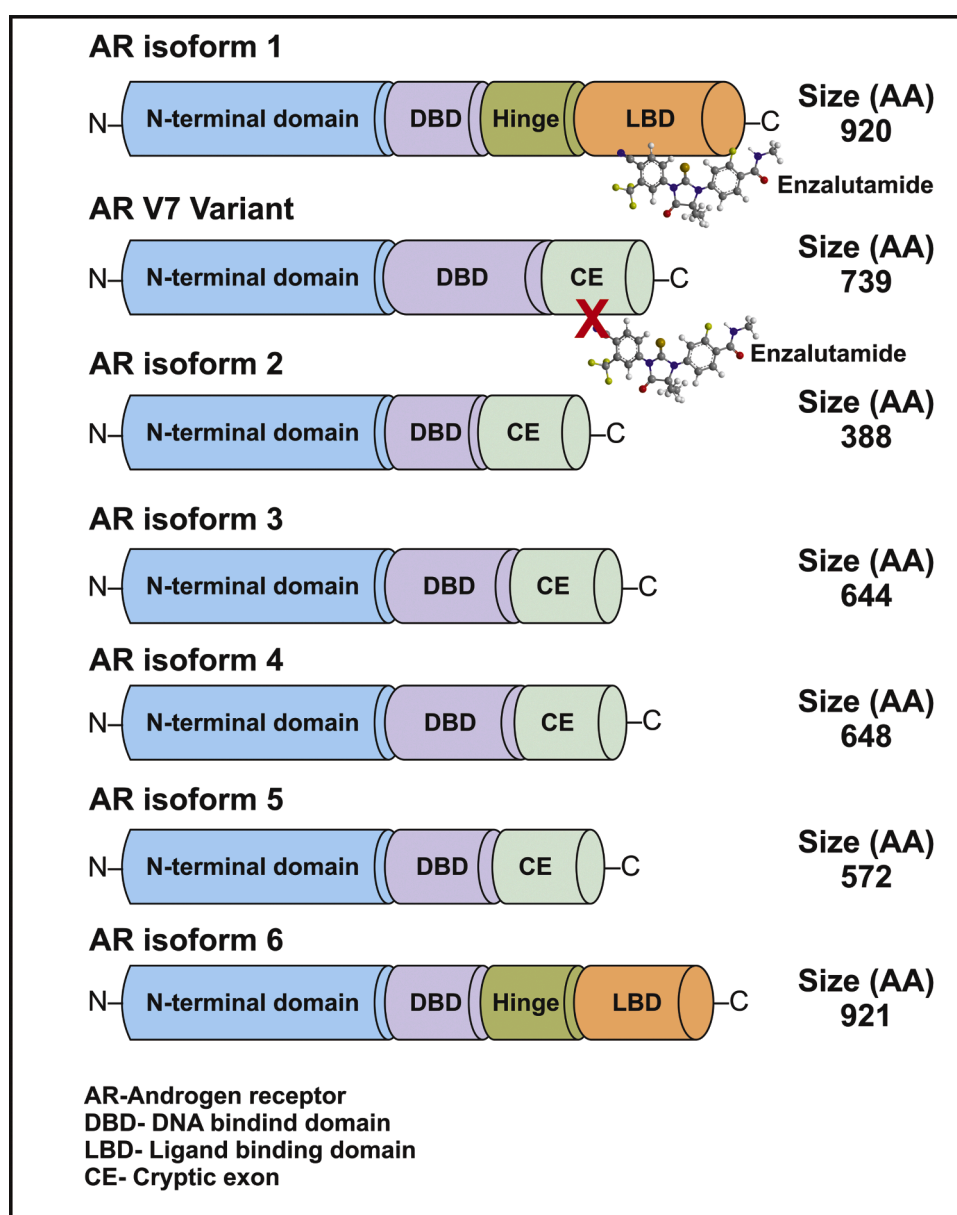 AR isoform 1
N N-terminal domain DBD Hinge LBD C
Size (AA)
920
Enzalutamide
AR V7 Variant
N N-terminal domain DBD CE C
Size (AA)
739
X
Enzalutamide
AR isoform 2
N N-terminal domain DBD CE C
Size (AA)
388
AR isoform 3
N N-terminal domain DBD CE C
Size (AA)
644
AR isoform 4
N N-terminal domain DBD CE C
Size (AA)
648
AR isoform 5
N N-terminal domain DBD CE C
Size (AA)
572
AR isoform 6
N N-terminal domain DBD Hinge LBD C
Size (AA)
921
AR-Androgen receptor
DBD- DNA bindind domain
LBD- Ligand binding domain
CE- Cryptic exon